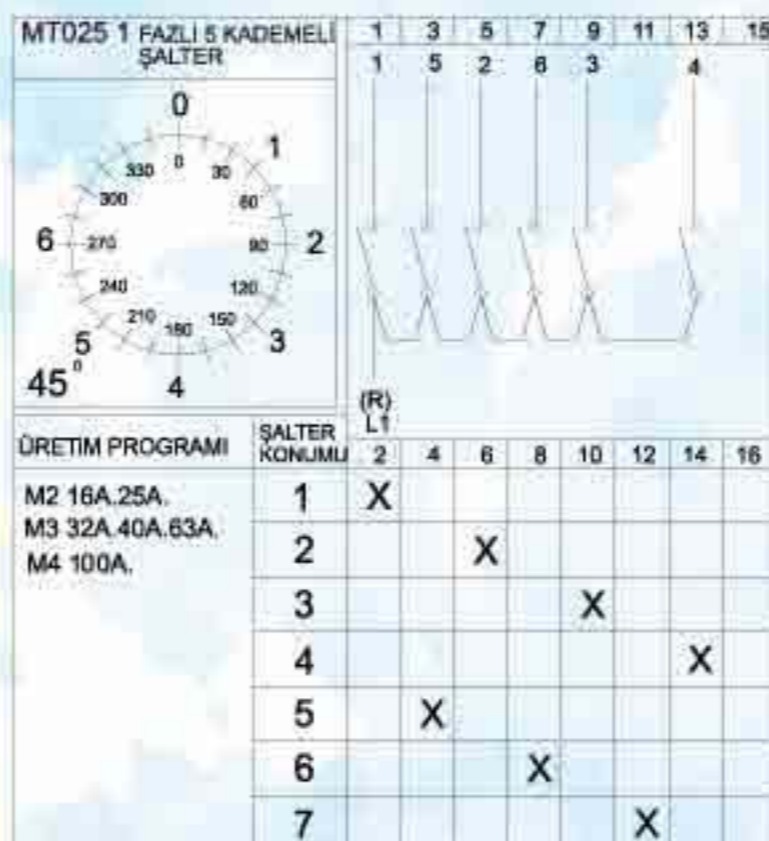 MT025 1 FAZLI 5 KADEMELİ
ŞALTER
1 3 5 7 9 11 13 15
1 5 2 6 3 4
0
1
2
3
4
5
6
0 30 60 90 120 150 180 210 240 270 300 330
45°
(R)
L1
ÜRETİM PROGRAMI
ŞALTER
KONUMU
2 4 6 8 10 12 14 16
M2 16A.25A.
M3 32A.40A.63A.
M4 100A.
1 X
2 X
3 X
4 X
5 X
6 X
7 X